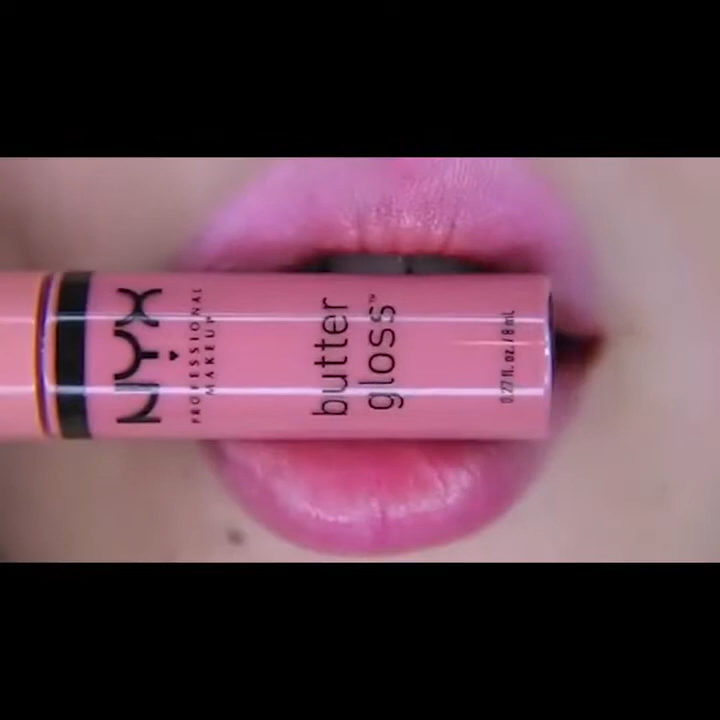 NYX
PROFESSIONAL
MAKEUP
butter
gloss™
0.27 fl. oz. / 8 mL